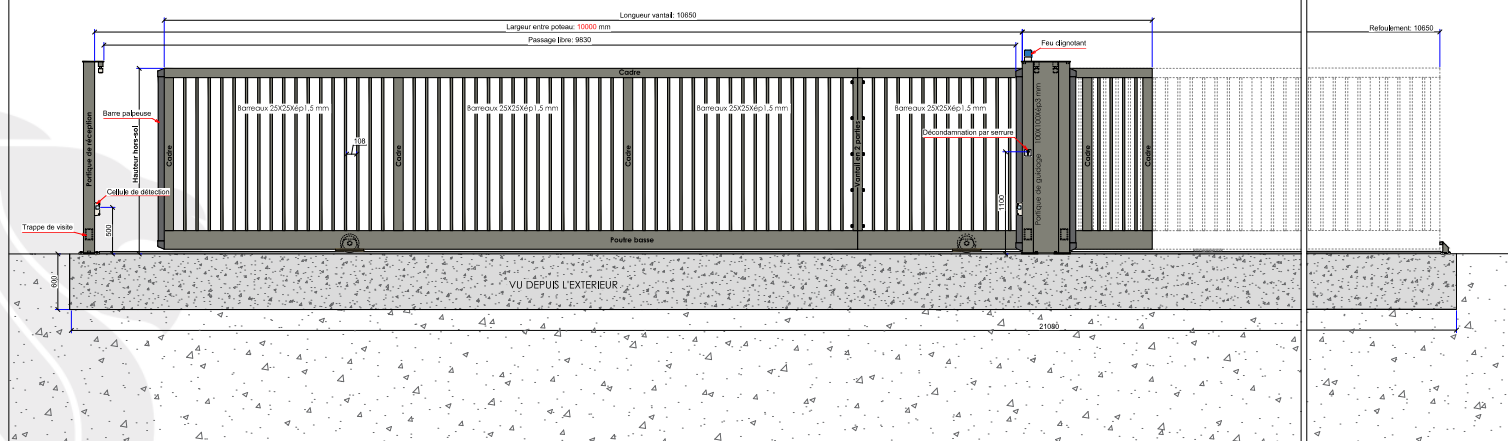 Longueur vantail: 10650
Largeur entre poteau: 10000 mm
Refoulement: 10650
Passage libre: 9830
Feu clignotant
Cadre
Barreaux 25X25Xép1,5 mm
Barreaux 25X25Xép1,5 mm
Barreaux 25X25Xép1,5 mm
Barreaux 25X25Xép1,5 mm
Barre palpeuse
Portique de réception
Hauteur hors-sol
Cadre
108
Cadre
Cadre
Vantail en 2 parties
Décondamnation par serrure
Portique de guidage 100X100Xép3 mm
Cadre
Cadre
Cellule de détection
500
1100
Trappe de visite
Poutre basse
600
VU DEPUIS L'EXTERIEUR
21080